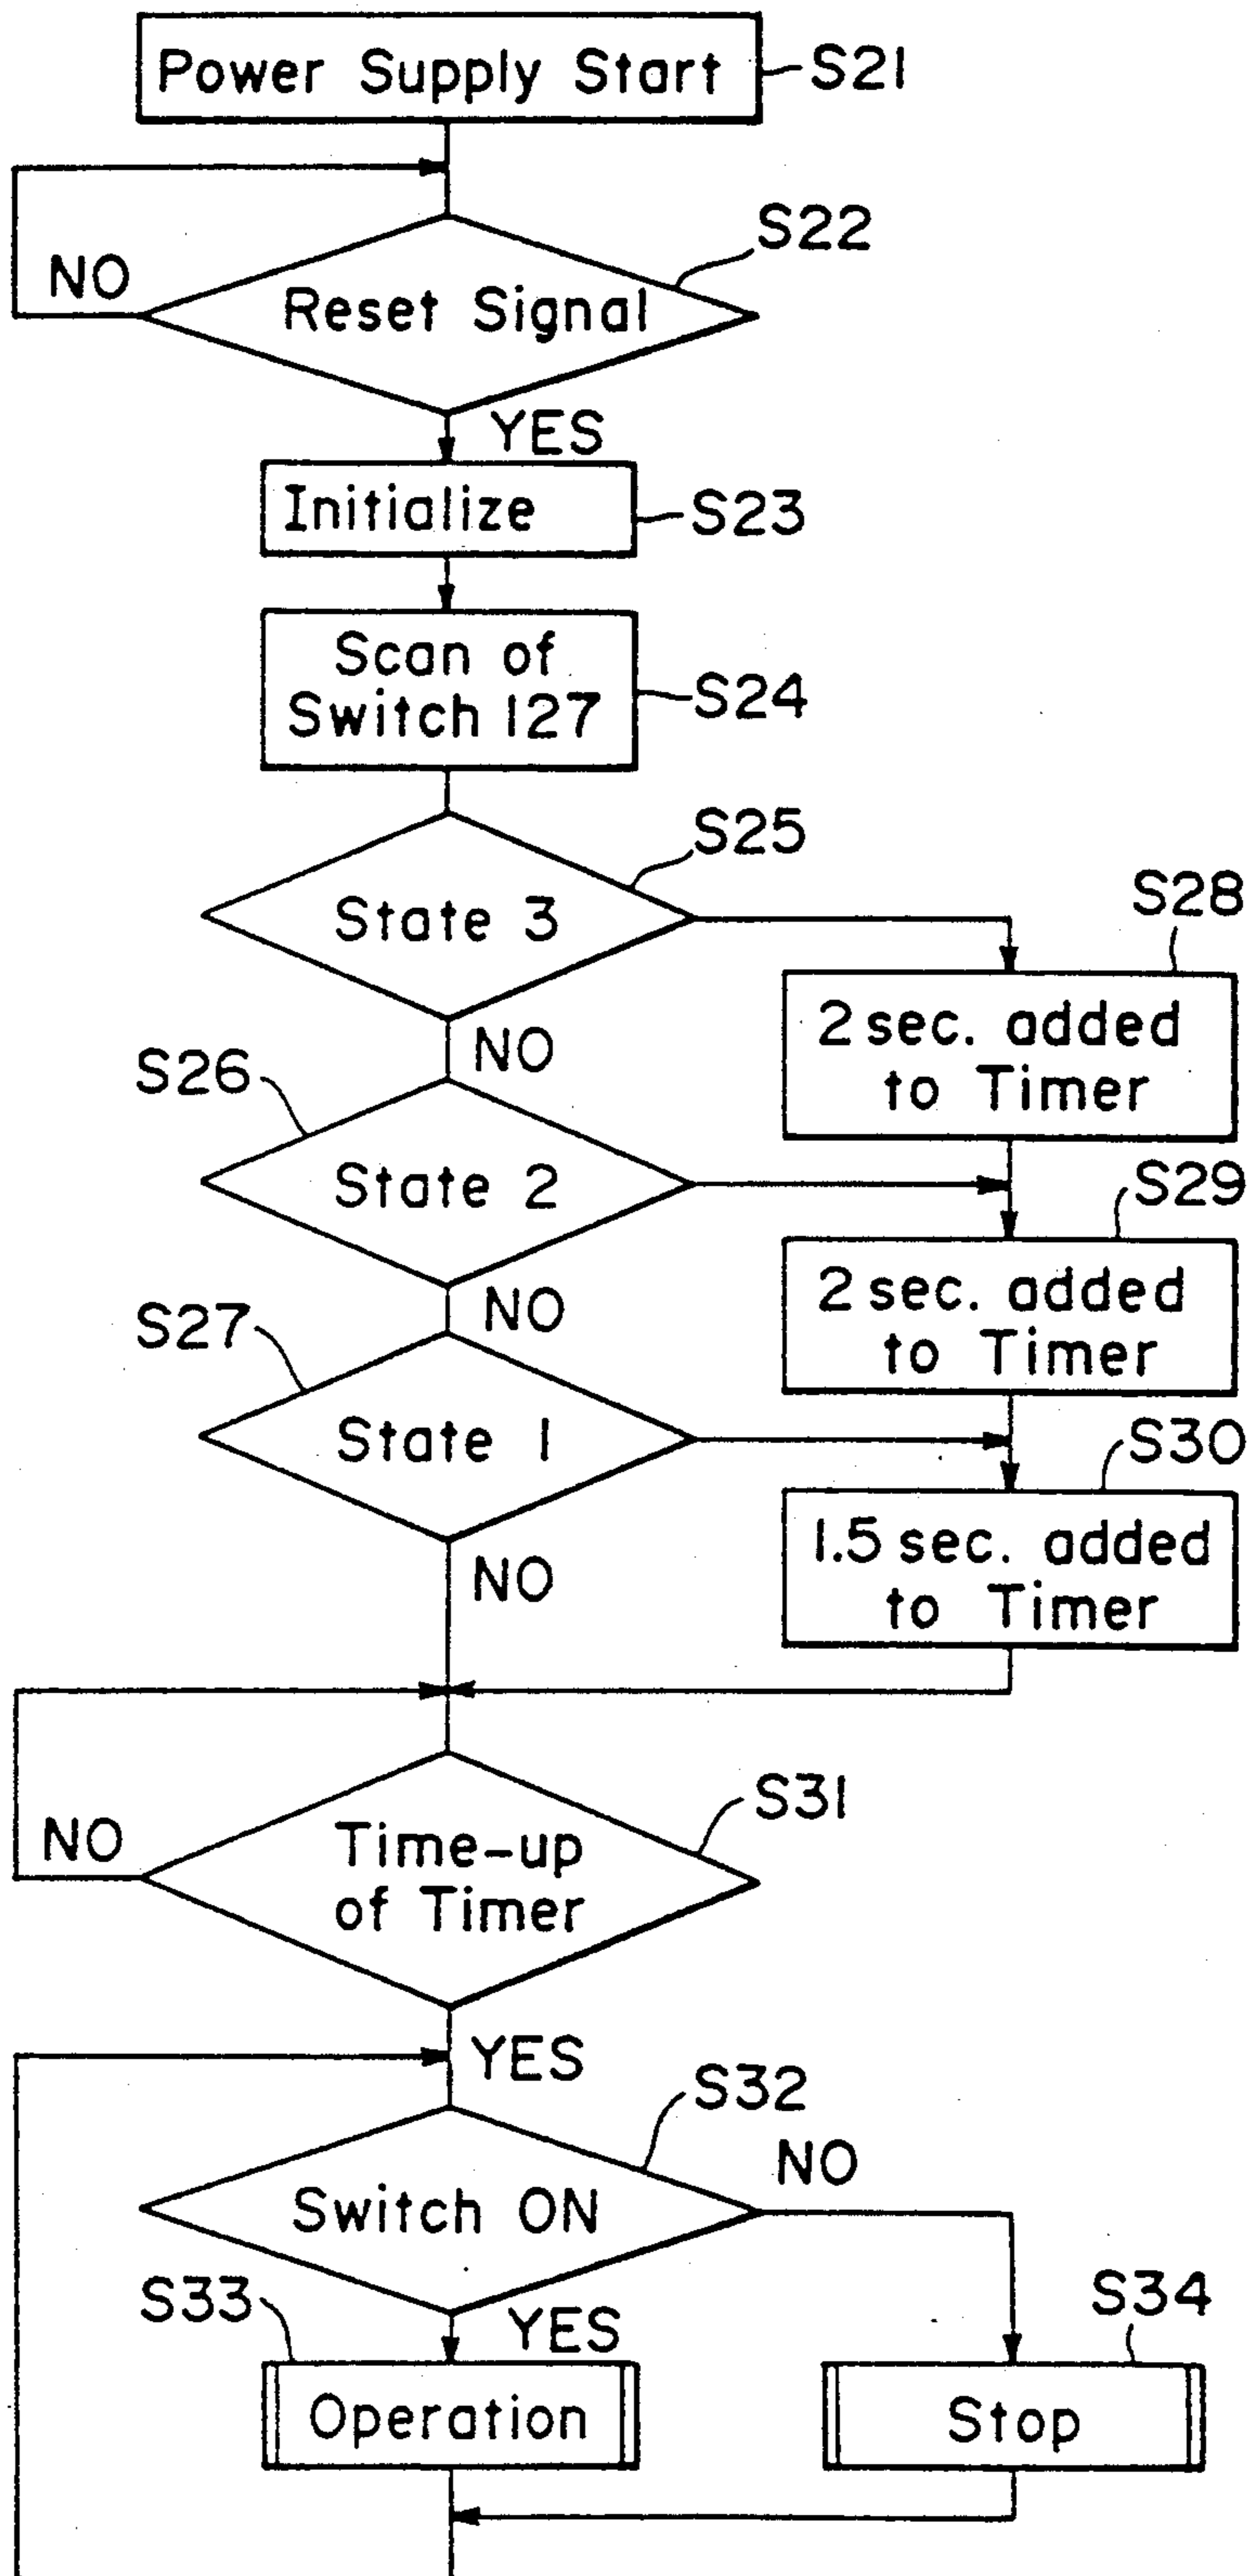 Power Supply Start
S21
S22
NO
Reset Signal
YES
Initialize
S23
Scan of
Switch 127
S24
S25
State 3
S28
2 sec. added
to Timer
NO
S26
State 2
S29
2 sec. added
to Timer
NO
S27
State 1
S30
1.5 sec. added
to Timer
NO
S31
NO
Time-up
of Timer
YES
S32
NO
Switch ON
S33
YES
S34
Operation
Stop